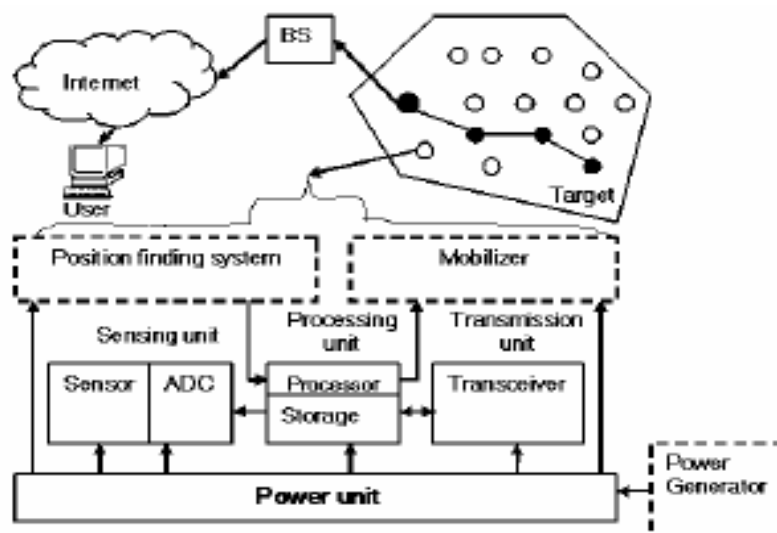 BS
Internet
User
Target
Position finding system
Mobilizer
Sensing unit
Processing
unit
Transmission
unit
Sensor
ADC
Processor
Storage
Transceiver
Power unit
Power
Generator